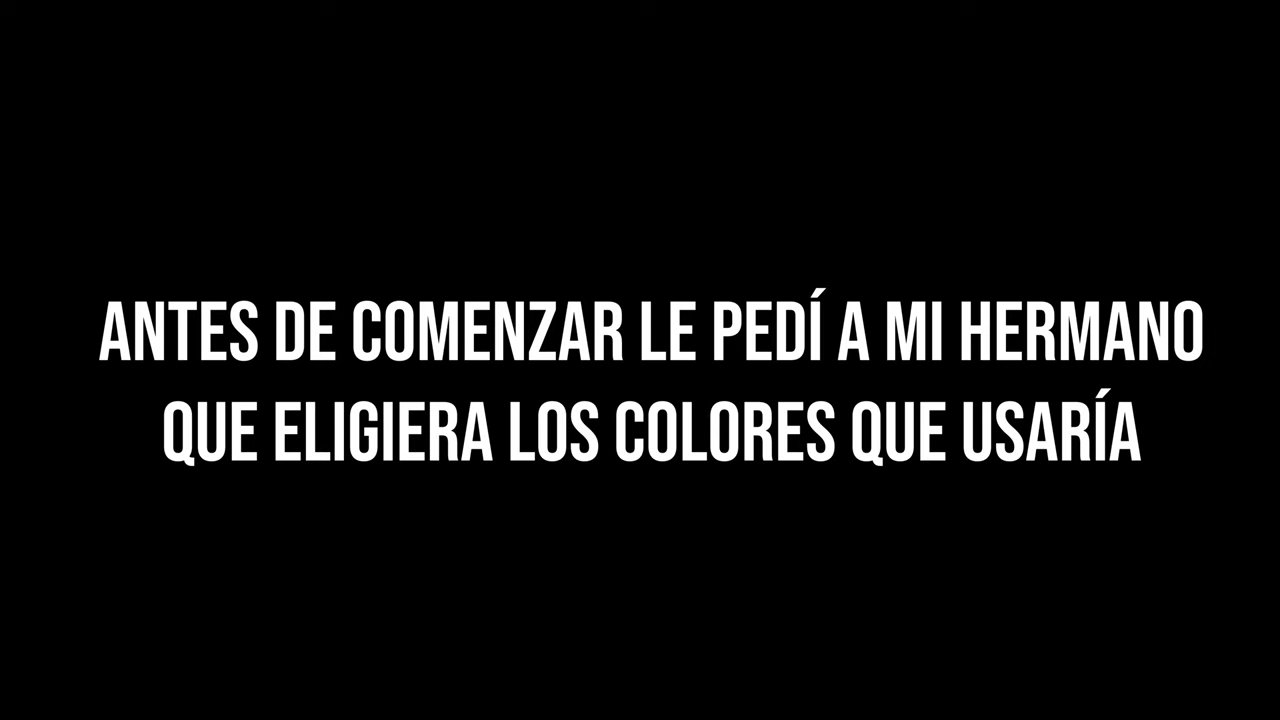 ANTES DE COMENZAR LE PEDÍ A MI HERMANO
QUE ELIGIERA LOS COLORES QUE USARÍA